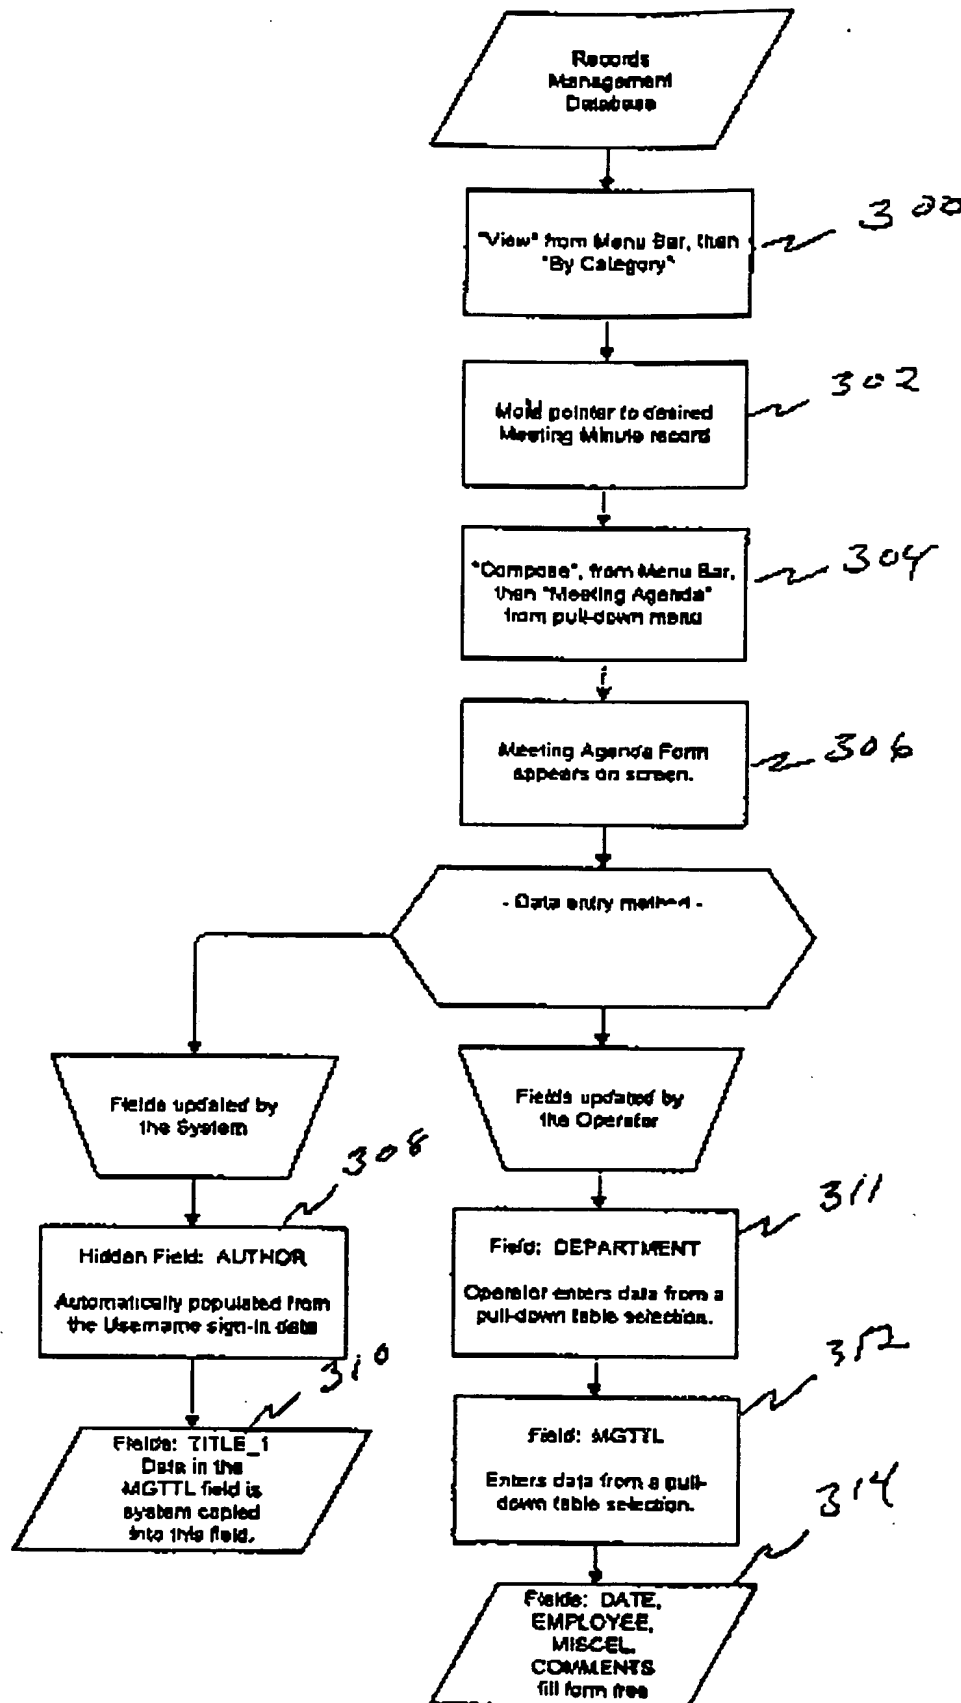 Records
Management
Database
"View" from Menu Bar, then
"By Category"
300
pointer to desired
Meeting Minute record
302
"Compose", from Menu Bar,
then "Meeting Agenda"
from pull-down menu
304
Meeting Agenda Form
appears on screen.
306
- Data entry method -
Fields updated by
the System
Fields updated by
the Operator
308
311
Hidden Field: AUTHOR
Automatically populated from
the Username sign-in data
Field: DEPARTMENT
Operator enters data from a
pull-down table selection.
310
312
Fields: TITLE_1
Data in the
MGTTL field is
system copied
into this field.
Field: MGTTL
Enters data from a pull-
down table selection.
314
Fields: DATE,
EMPLOYEE,
MISCEL.
COMMENTS
fill form free